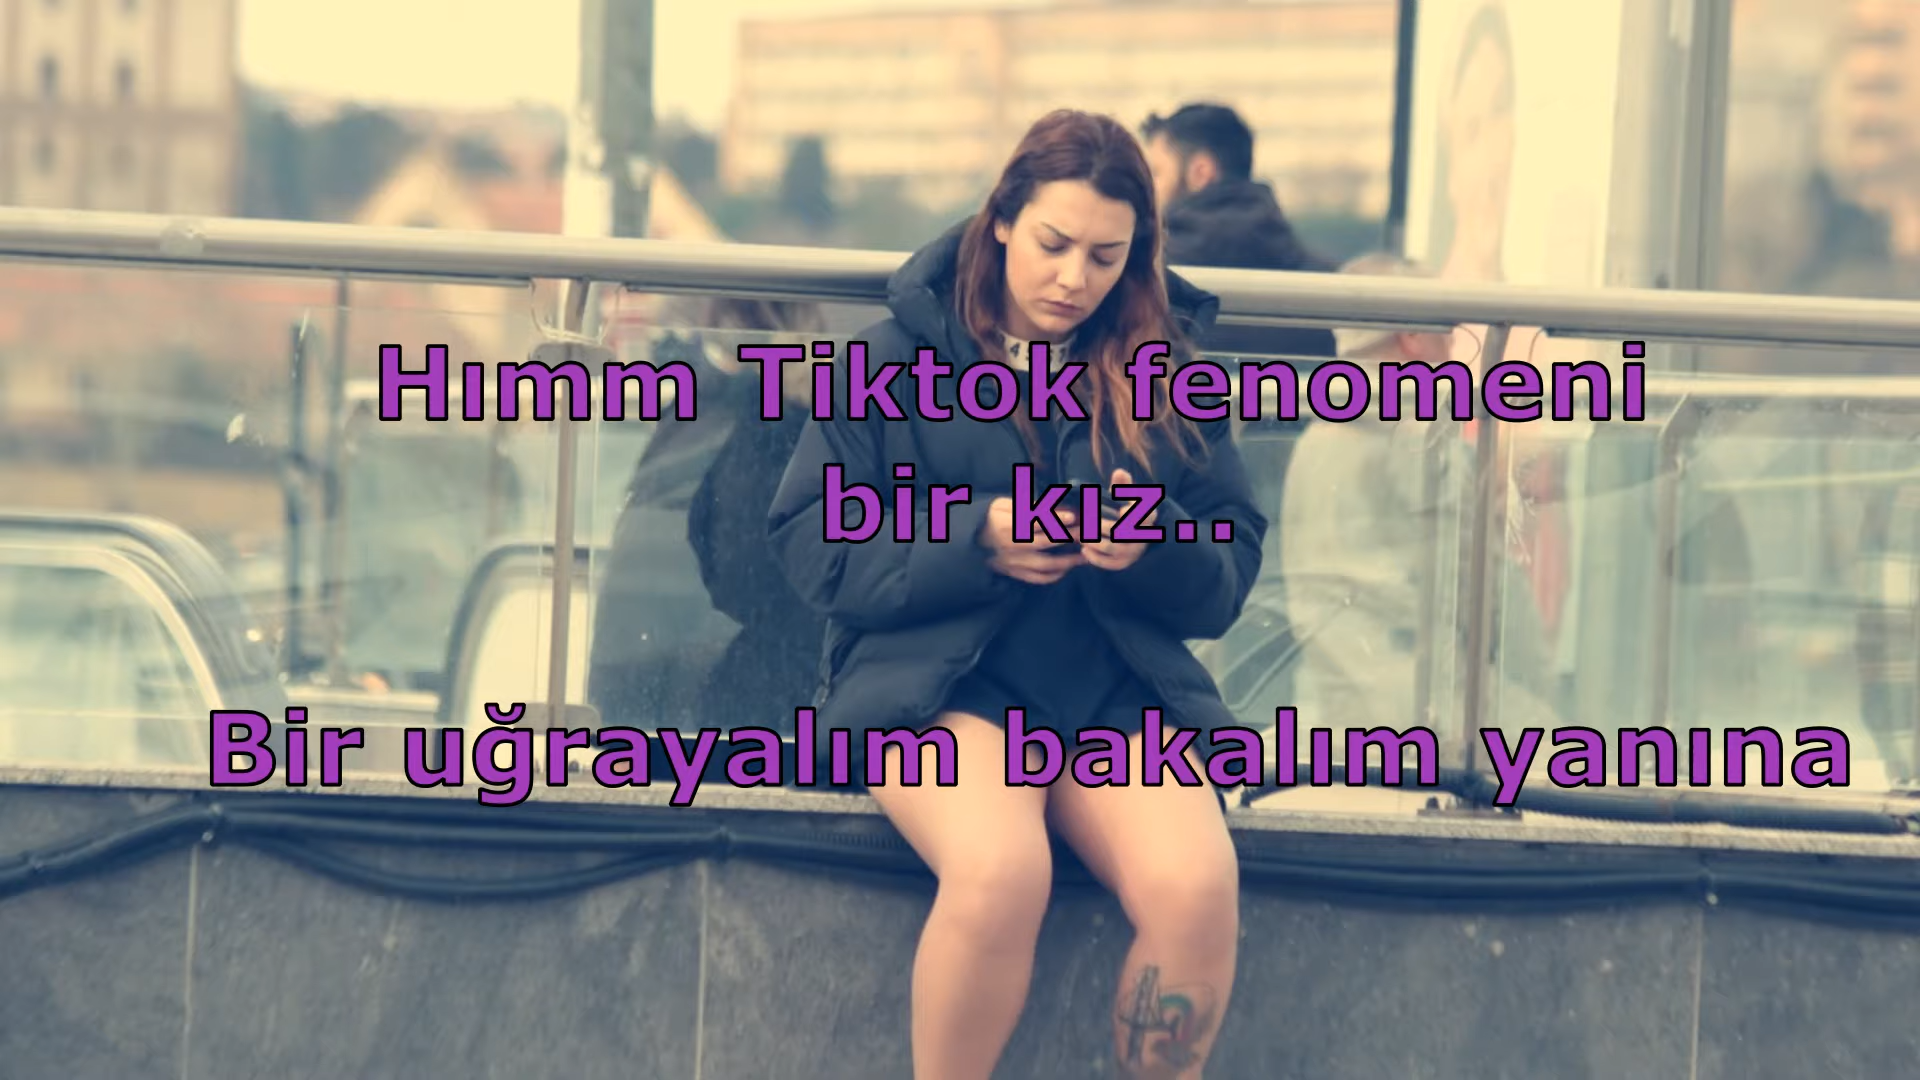 Hımm Tiktok fenomeni
bir kız..
Bir uğrayalım bakalım yanına